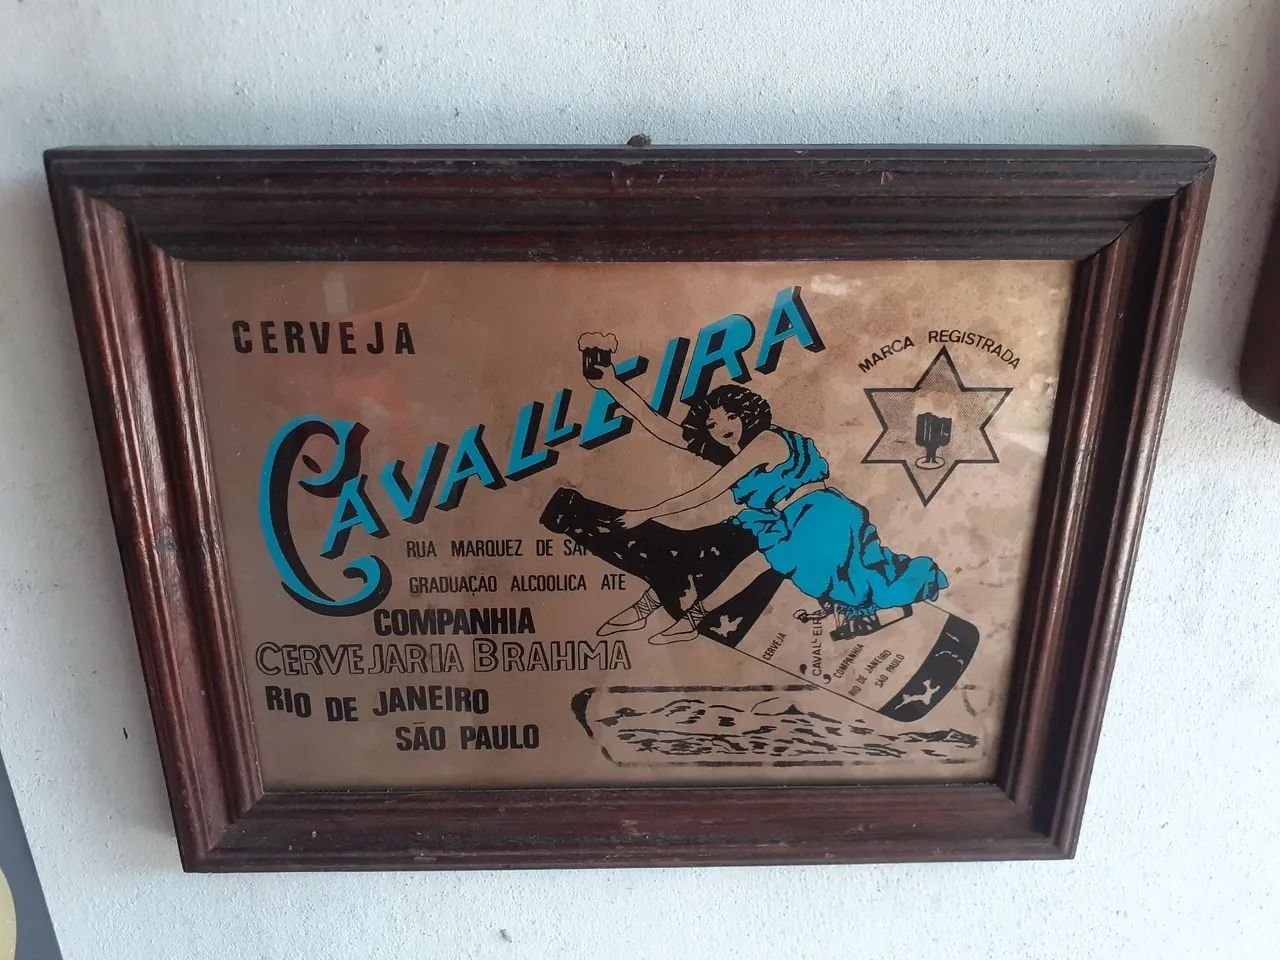 CERVEJA
CAVALLEIRA
MARCA REGISTRADA
RUA MARQUEZ DE
GRADUAÇÃO ALCOOLICA ATE
COMPANHIA
CERVEJARIA BRAHMA
RIO DE JANEIRO
SÃO PAULO
CERVEJA
CAVALLEIRA
COMPANHIA
RIO DE JANEIRO
SÃO PAULO